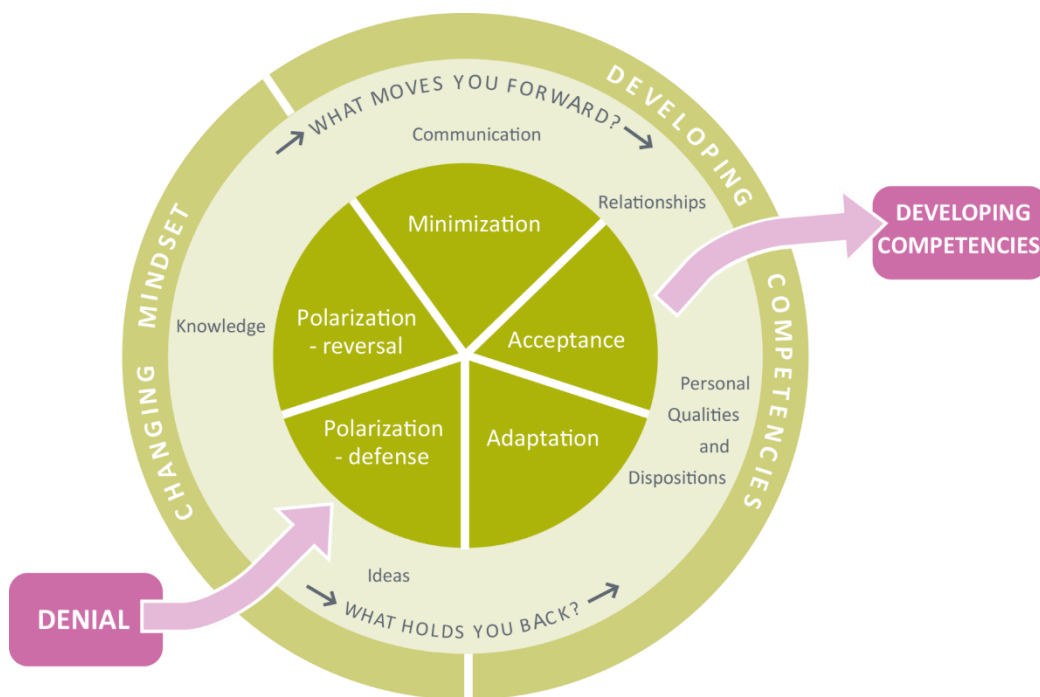 WHAT MOVES YOU FORWARD?
DEVELOPING COMPETENCIES
CHANGING MINDSET
Communication
Relationships
Minimization
DEVELOPING
COMPETENCIES
Knowledge
Polarization
- reversal
Acceptance
Personal
Qualities
and
Dispositions
Polarization
- defense
Adaptation
Ideas
WHAT HOLDS YOU BACK?
DENIAL